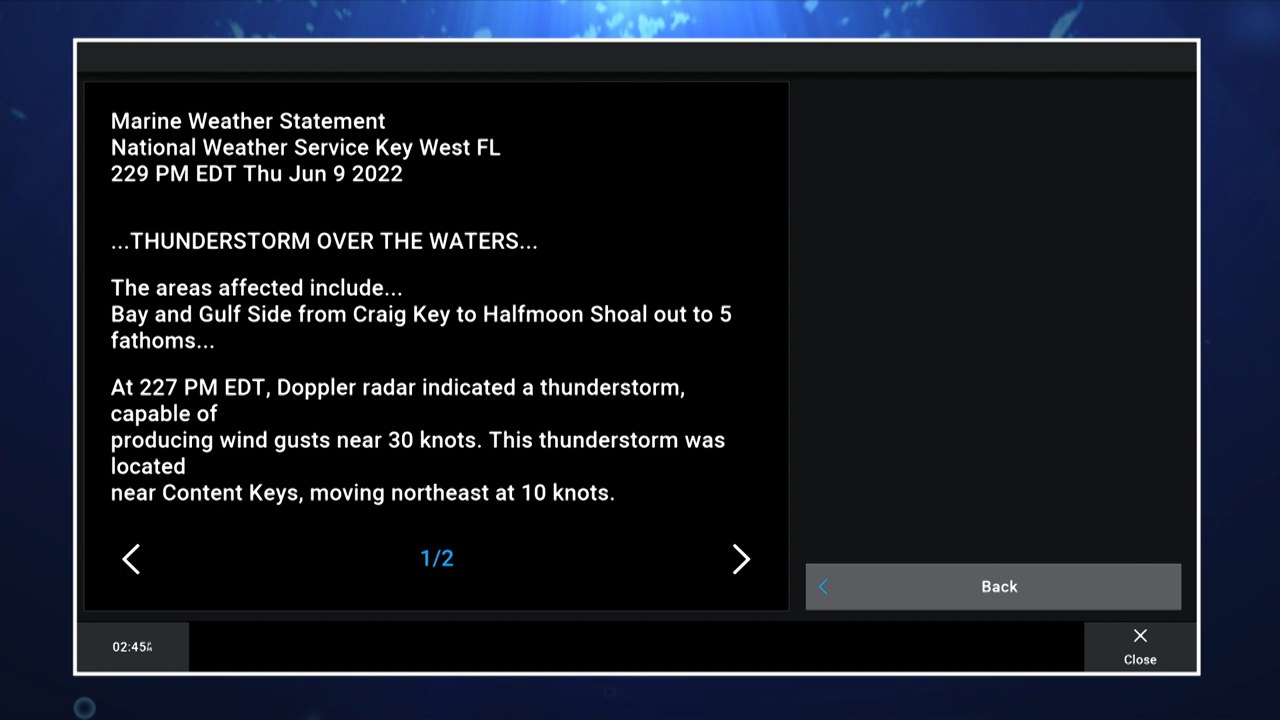 Marine Weather Statement
National Weather Service Key West FL
229 PM EDT Thu Jun 9 2022
...THUNDERSTORM OVER THE WATERS...
The areas affected include...
Bay and Gulf Side from Craig Key to Halfmoon Shoal out to 5
fathoms...
At 227 PM EDT, Doppler radar indicated a thunderstorm,
capable of
producing wind gusts near 30 knots. This thunderstorm was
located
near Content Keys, moving northeast at 10 knots.
1/2
Back
02:45
Close